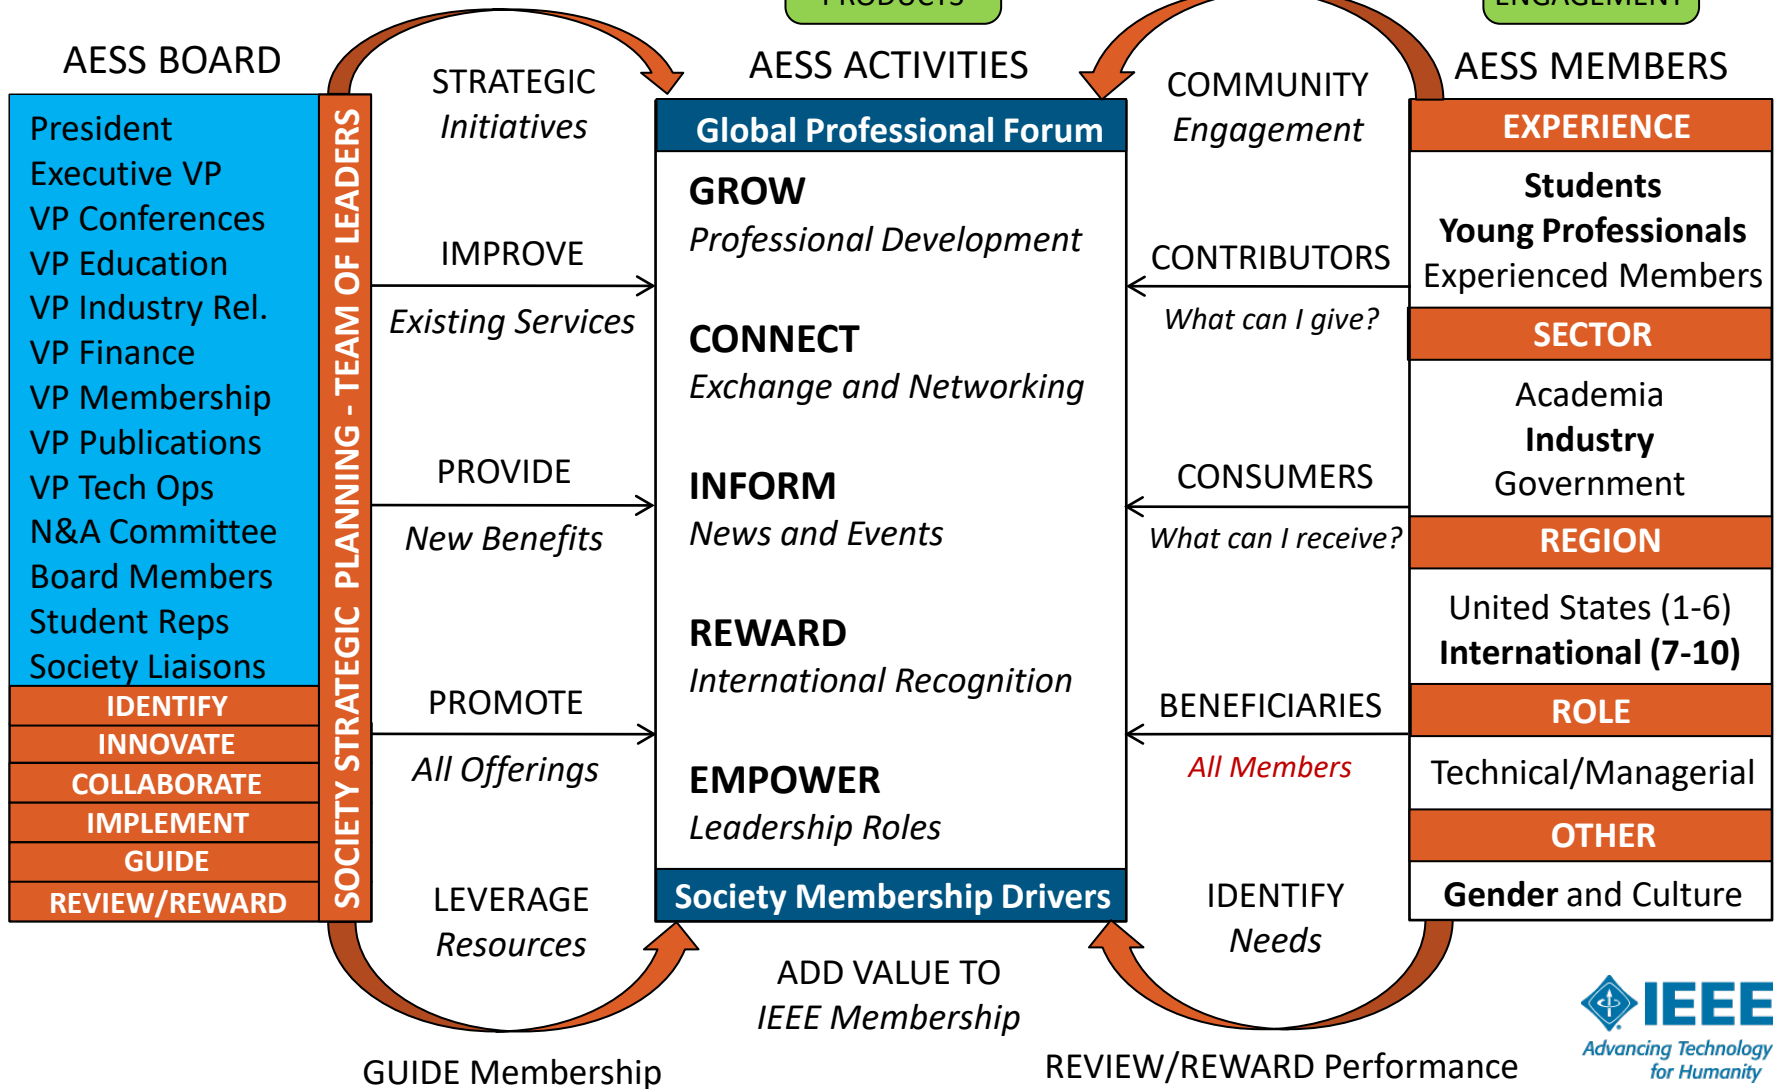 PRODUCTS
ENGAGEMENT
AESS BOARD
President
Executive VP
VP Conferences
VP Education
VP Industry Rel.
VP Finance
VP Membership
VP Publications
VP Tech Ops
N&A Committee
Board Members
Student Reps
Society Liaisons
IDENTIFY
INNOVATE
COLLABORATE
IMPLEMENT
GUIDE
REVIEW/REWARD
SOCIETY STRATEGIC PLANNING - TEAM OF LEADERS
STRATEGIC
Initiatives
IMPROVE
Existing Services
PROVIDE
New Benefits
PROMOTE
All Offerings
LEVERAGE
Resources
GUIDE Membership
AESS ACTIVITIES
Global Professional Forum
GROW
Professional Development
CONNECT
Exchange and Networking
INFORM
News and Events
REWARD
International Recognition
EMPOWER
Leadership Roles
Society Membership Drivers
ADD VALUE TO
IEEE Membership
COMMUNITY
Engagement
CONTRIBUTORS
What can I give?
CONSUMERS
What can I receive?
BENEFICIARIES
All Members
IDENTIFY
Needs
REVIEW/REWARD Performance
AESS MEMBERS
EXPERIENCE
Students
Young Professionals
Experienced Members
SECTOR
Academia
Industry
Government
REGION
United States (1-6)
International (7-10)
ROLE
Technical/Managerial
OTHER
Gender and Culture
IEEE
Advancing Technology
for Humanity